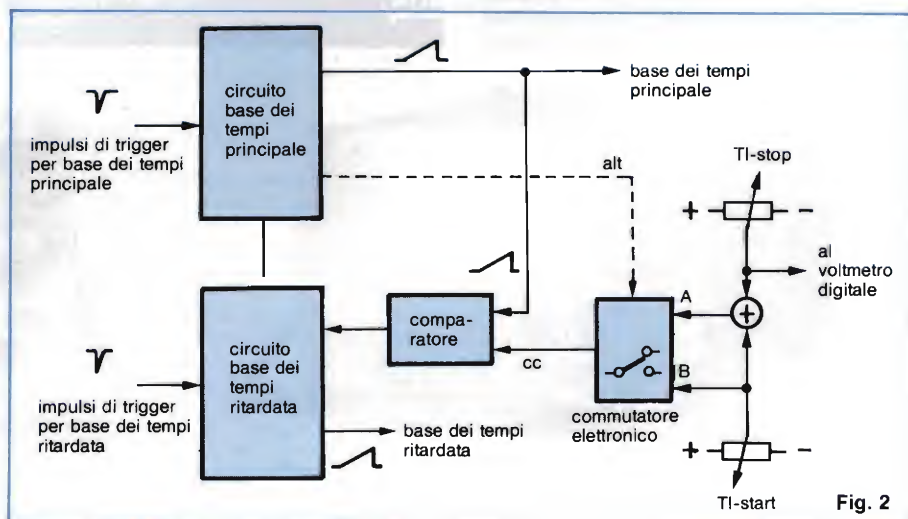 circuito
base dei
tempi
principale
impulsi di trigger
per base dei tempi
principale
base dei tempi
principale
alt
TI-stop
+
-
al
voltmetro
digitale
A
+
compa-
ratore
cc
B
commutatore
elettronico
circuito
base dei
tempi
ritardata
impulsi di trigger
per base dei tempi
ritardata
base dei tempi
ritardata
+
-
TI-start
Fig. 2